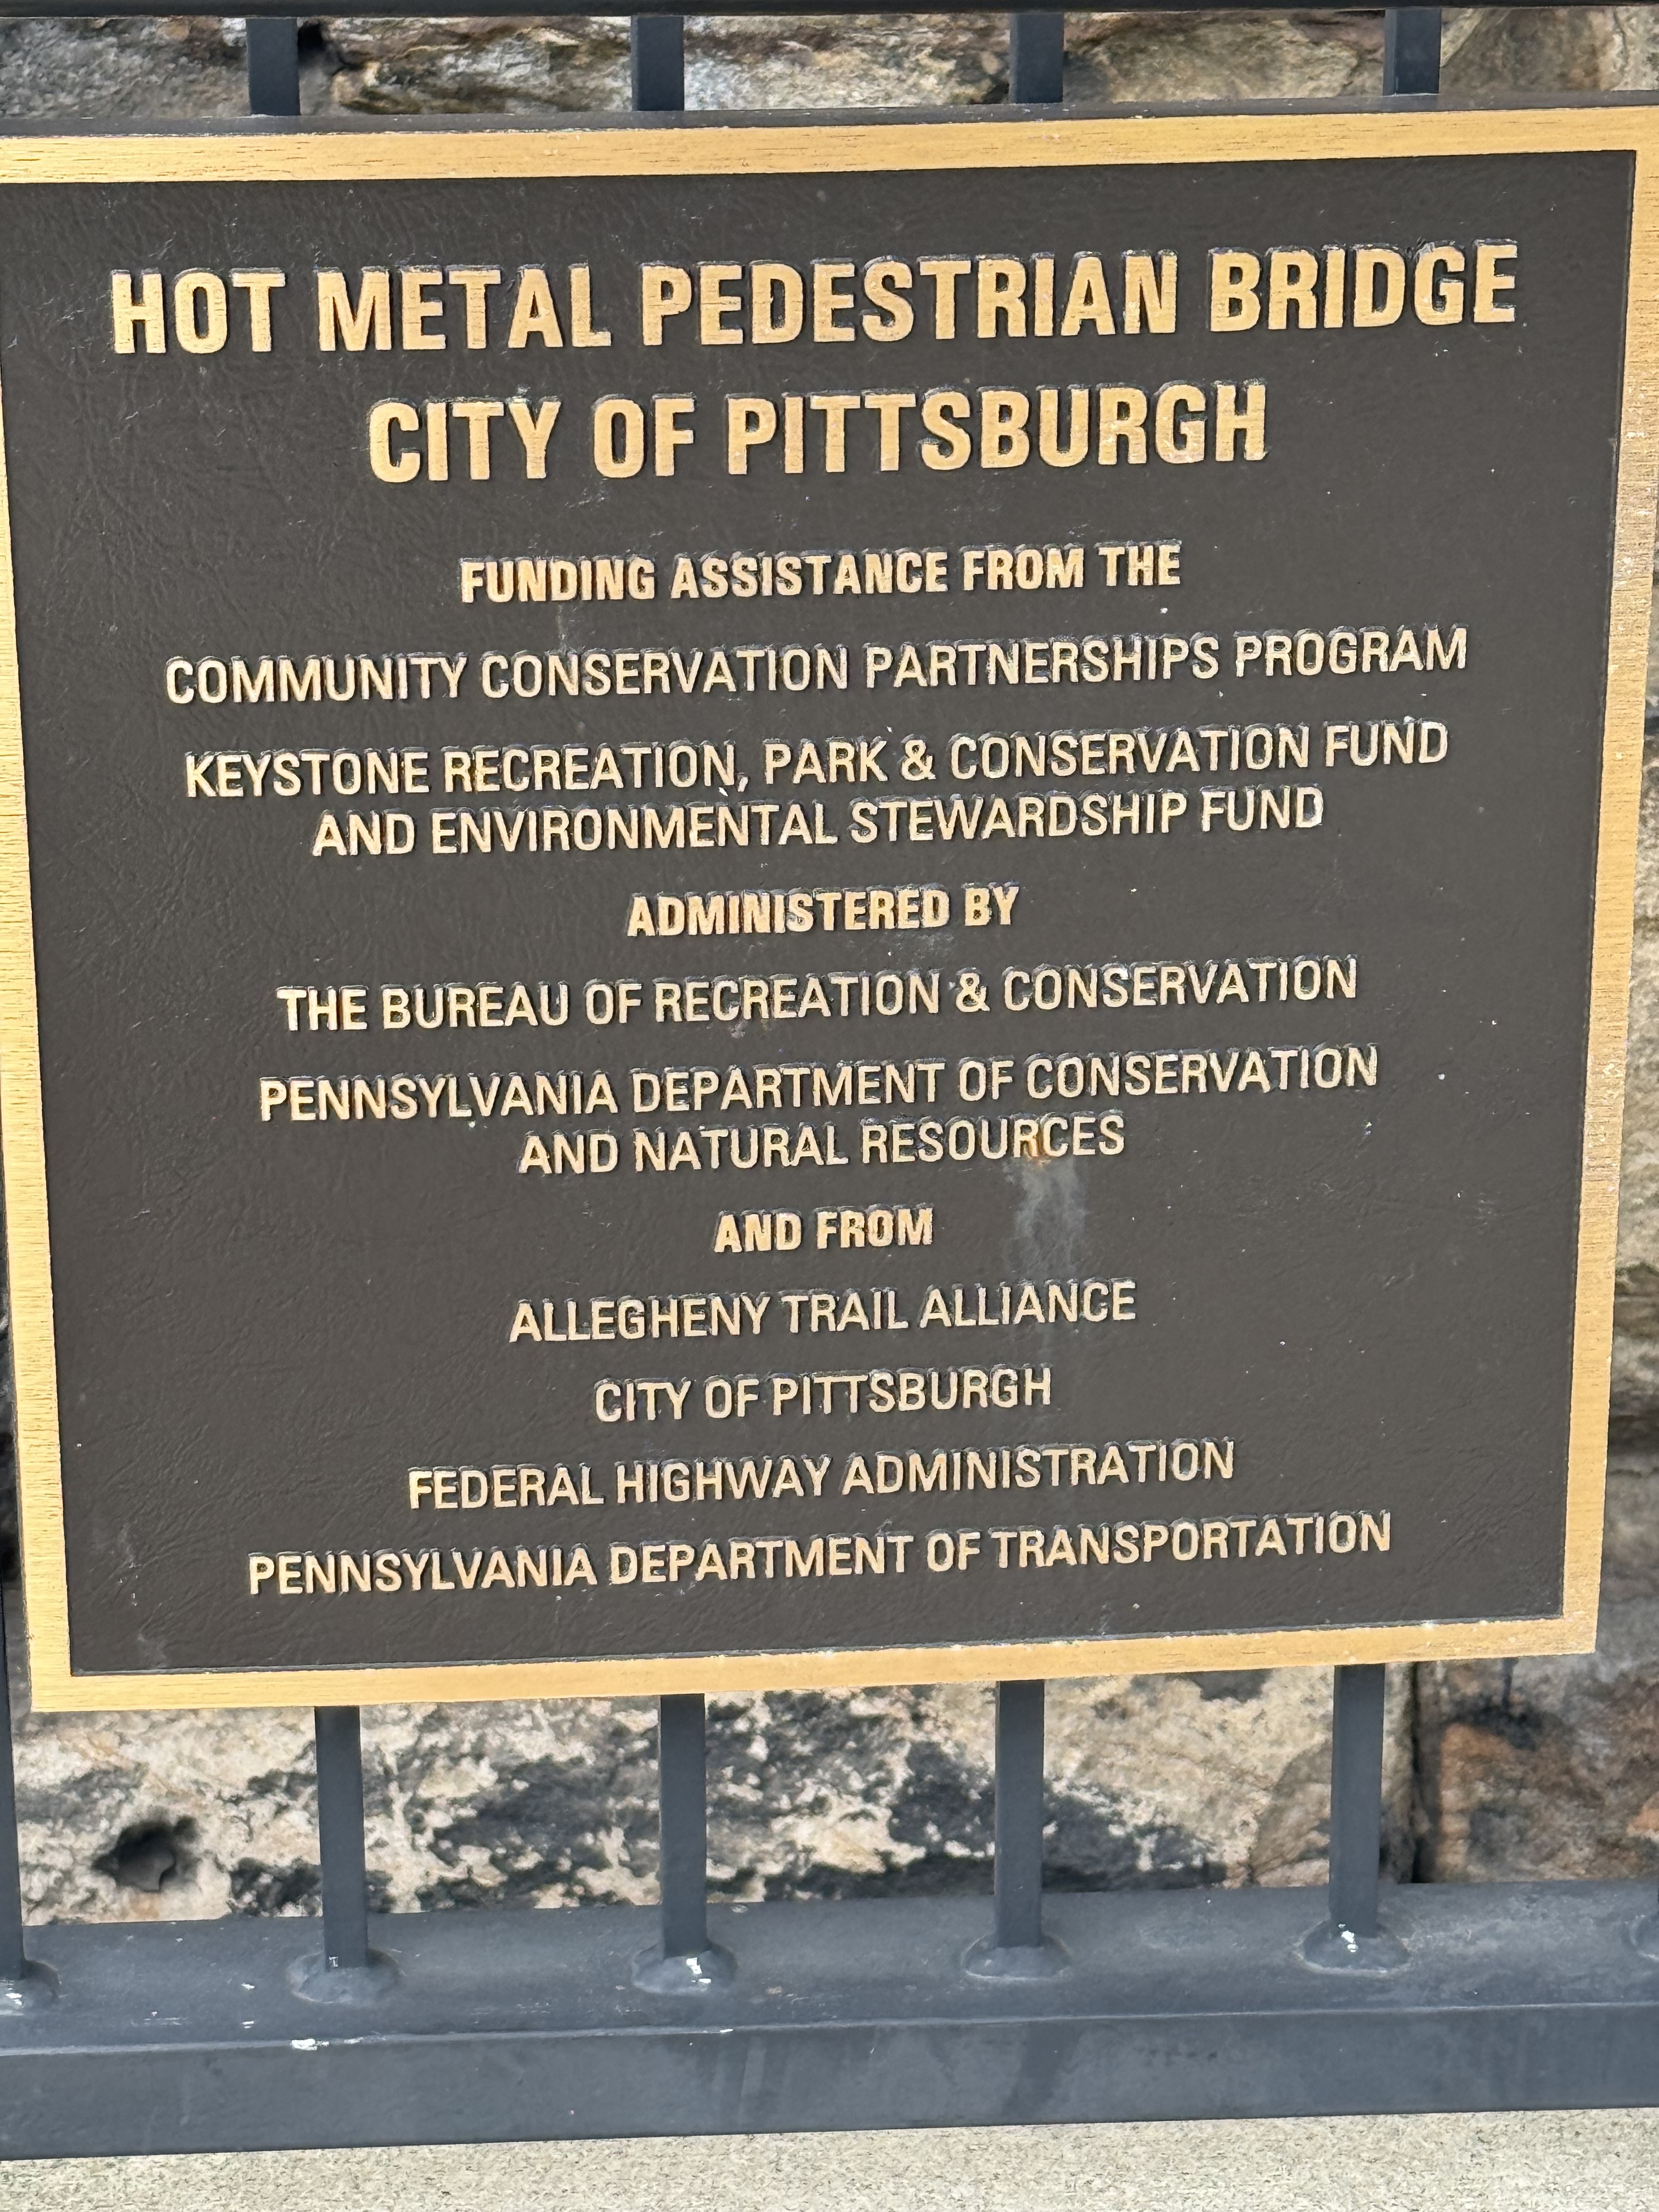 HOT METAL PEDESTRIAN BRIDGE
CITY OF PITTSBURGH
FUNDING ASSISTANCE FROM THE
COMMUNITY CONSERVATION PARTNERSHIPS PROGRAM
KEYSTONE RECREATION, PARK & CONSERVATION FUND
AND ENVIRONMENTAL STEWARDSHIP FUND
ADMINISTERED BY
THE BUREAU OF RECREATION & CONSERVATION
PENNSYLVANIA DEPARTMENT OF CONSERVATION
AND NATURAL RESOURCES
AND FROM
ALLEGHENY TRAIL ALLIANCE
CITY OF PITTSBURGH
FEDERAL HIGHWAY ADMINISTRATION
PENNSYLVANIA DEPARTMENT OF TRANSPORTATION